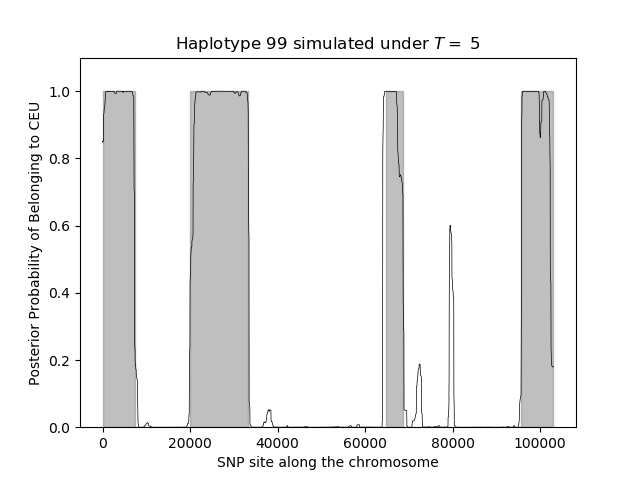 Haplotype 99 simulated under T = 5
Posterior Probability of Belonging to CEU
1.0
0.8
0.6
0.4
0.2
0.0
0 20000 40000 60000 80000 100000
SNP site along the chromosome